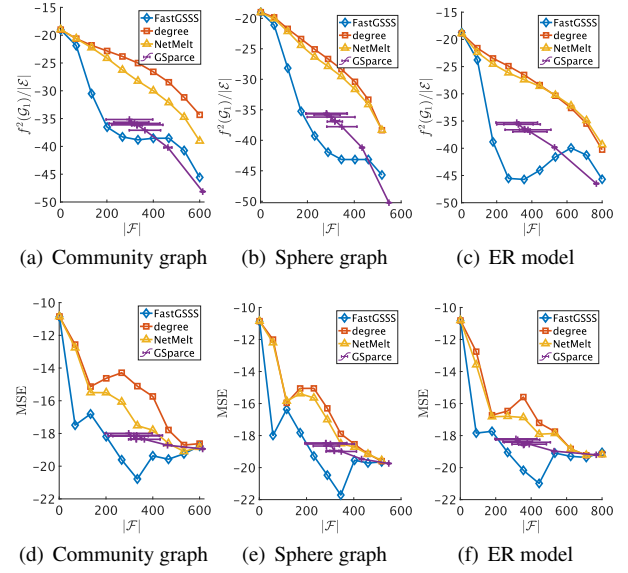 -15
-20
-25
-30
-35
-40
-45
-50
f²(𝒢₁)/|ℰ|
FastGSSS
degree
NetMelt
GSparce
0 200 400 600
|ℱ|
(a) Community graph
-20
-25
-30
-35
-40
-45
-50
f²(𝒢₁)/|ℰ|
FastGSSS
degree
NetMelt
GSparce
0 200 400 600
|ℱ|
(b) Sphere graph
-15
-20
-25
-30
-35
-40
-45
-50
f²(𝒢₁)/|ℰ|
FastGSSS
degree
NetMelt
GSparce
0 200 400 600 800
|ℱ|
(c) ER model
-10
-12
-14
-16
-18
-20
-22
MSE
FastGSSS
degree
NetMelt
GSparce
0 200 400 600
|ℱ|
(d) Community graph
-10
-12
-14
-16
-18
-20
-22
MSE
FastGSSS
degree
NetMelt
GSparce
0 200 400 600
|ℱ|
(e) Sphere graph
-10
-12
-14
-16
-18
-20
-22
MSE
FastGSSS
degree
NetMelt
GSparce
0 200 400 600 800
|ℱ|
(f) ER model